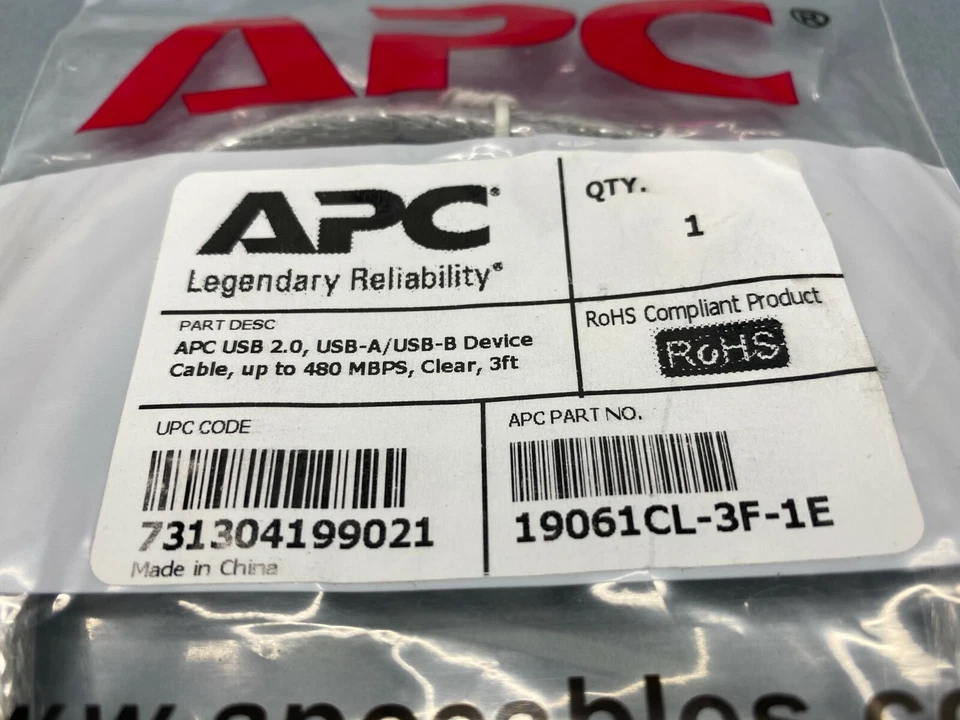 APC®
APC®
Legendary Reliability®
QTY.
1
PART DESC
APC USB 2.0, USB-A/USB-B Device
Cable, up to 480 MBPS, Clear, 3ft
RoHS Compliant Product
RoHS
UPC CODE
731304199021
Made in China
APC PART NO.
19061CL-3F-1E